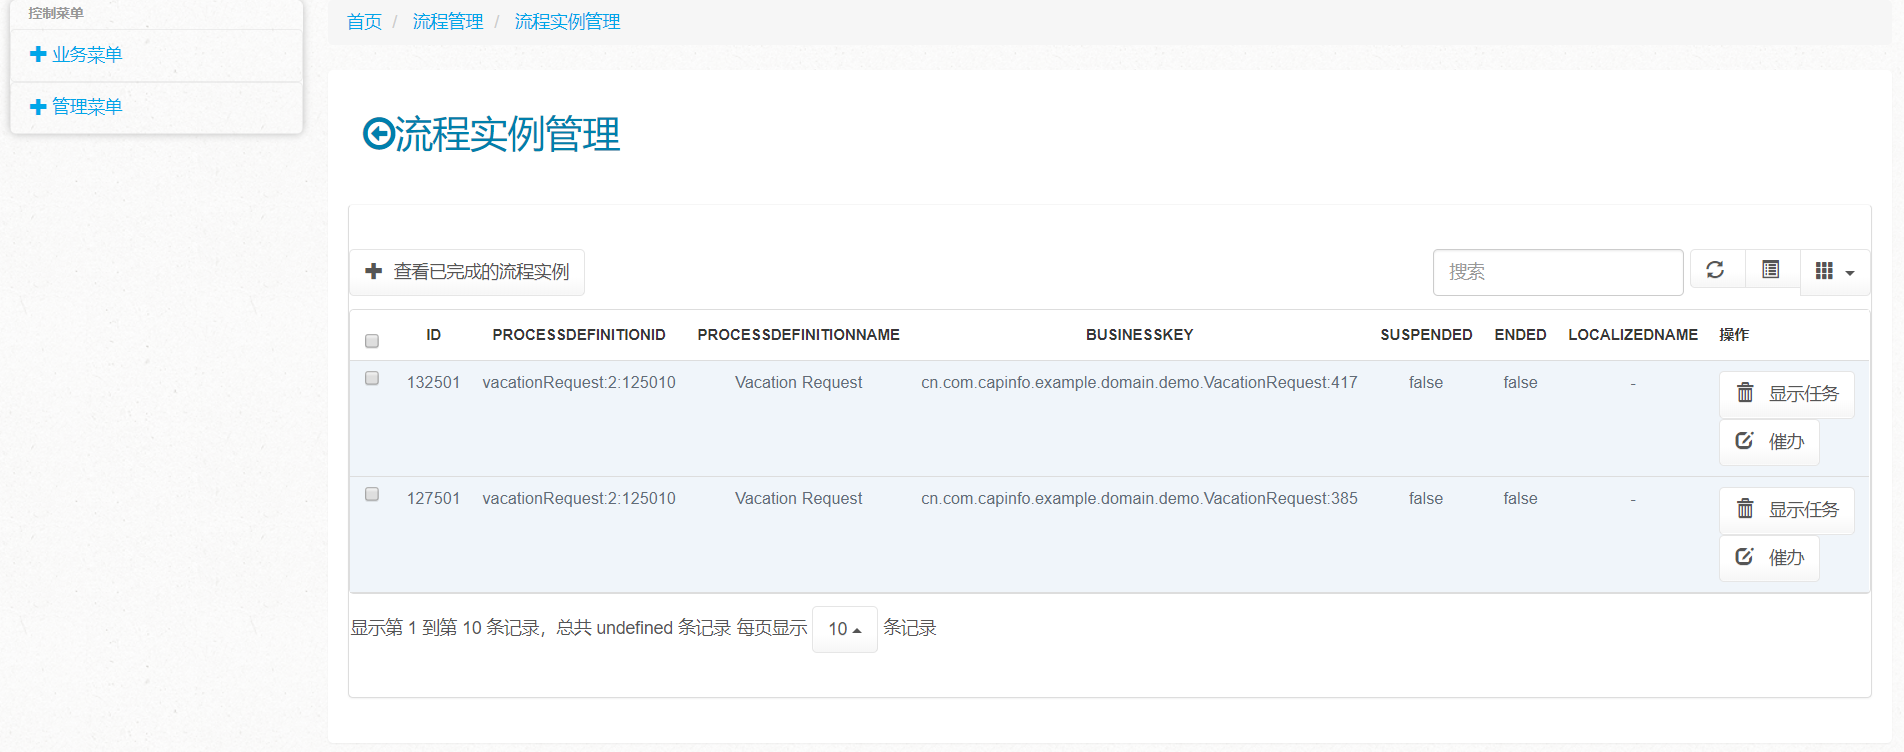 控制菜单
业务菜单
管理菜单
首页 / 流程管理 / 流程实例管理
流程实例管理
查看已完成的流程实例
搜索
ID PROCESSDEFINITIONID PROCESSDEFINITIONNAME BUSINESSKEY SUSPENDED ENDED LOCALIZEDNAME 操作
132501 vacationRequest:2:125010 Vacation Request cn.com.capinfo.example.domain.demo.VacationRequest:417 false false - 显示任务
催办
127501 vacationRequest:2:125010 Vacation Request cn.com.capinfo.example.domain.demo.VacationRequest:385 false false - 显示任务
催办
显示第 1 到第 10 条记录，总共 undefined 条记录 每页显示 10 条记录